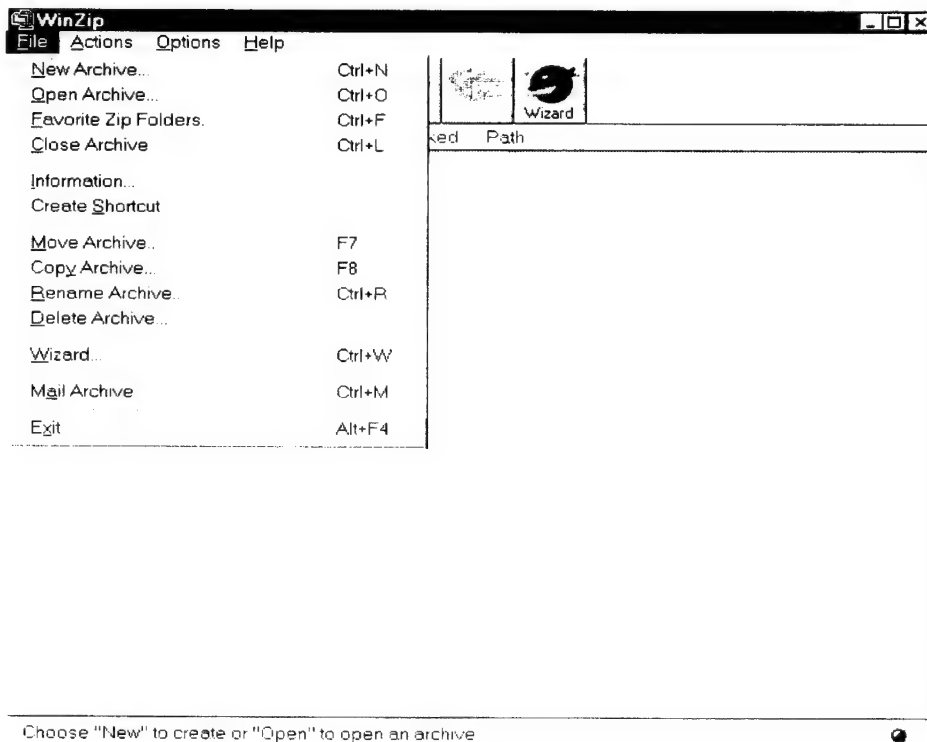 WinZip
File Actions Options Help
New Archive... Ctrl+N
Open Archive... Ctrl+O
Favorite Zip Folders. Ctrl+F
Close Archive Ctrl+L
Information...
Create Shortcut
Move Archive.. F7
Copy Archive... F8
Rename Archive.. Ctrl+R
Delete Archive...
Wizard... Ctrl+W
Mail Archive Ctrl+M
Exit Alt+F4
Wizard
ked Path
Choose "New" to create or "Open" to open an archive